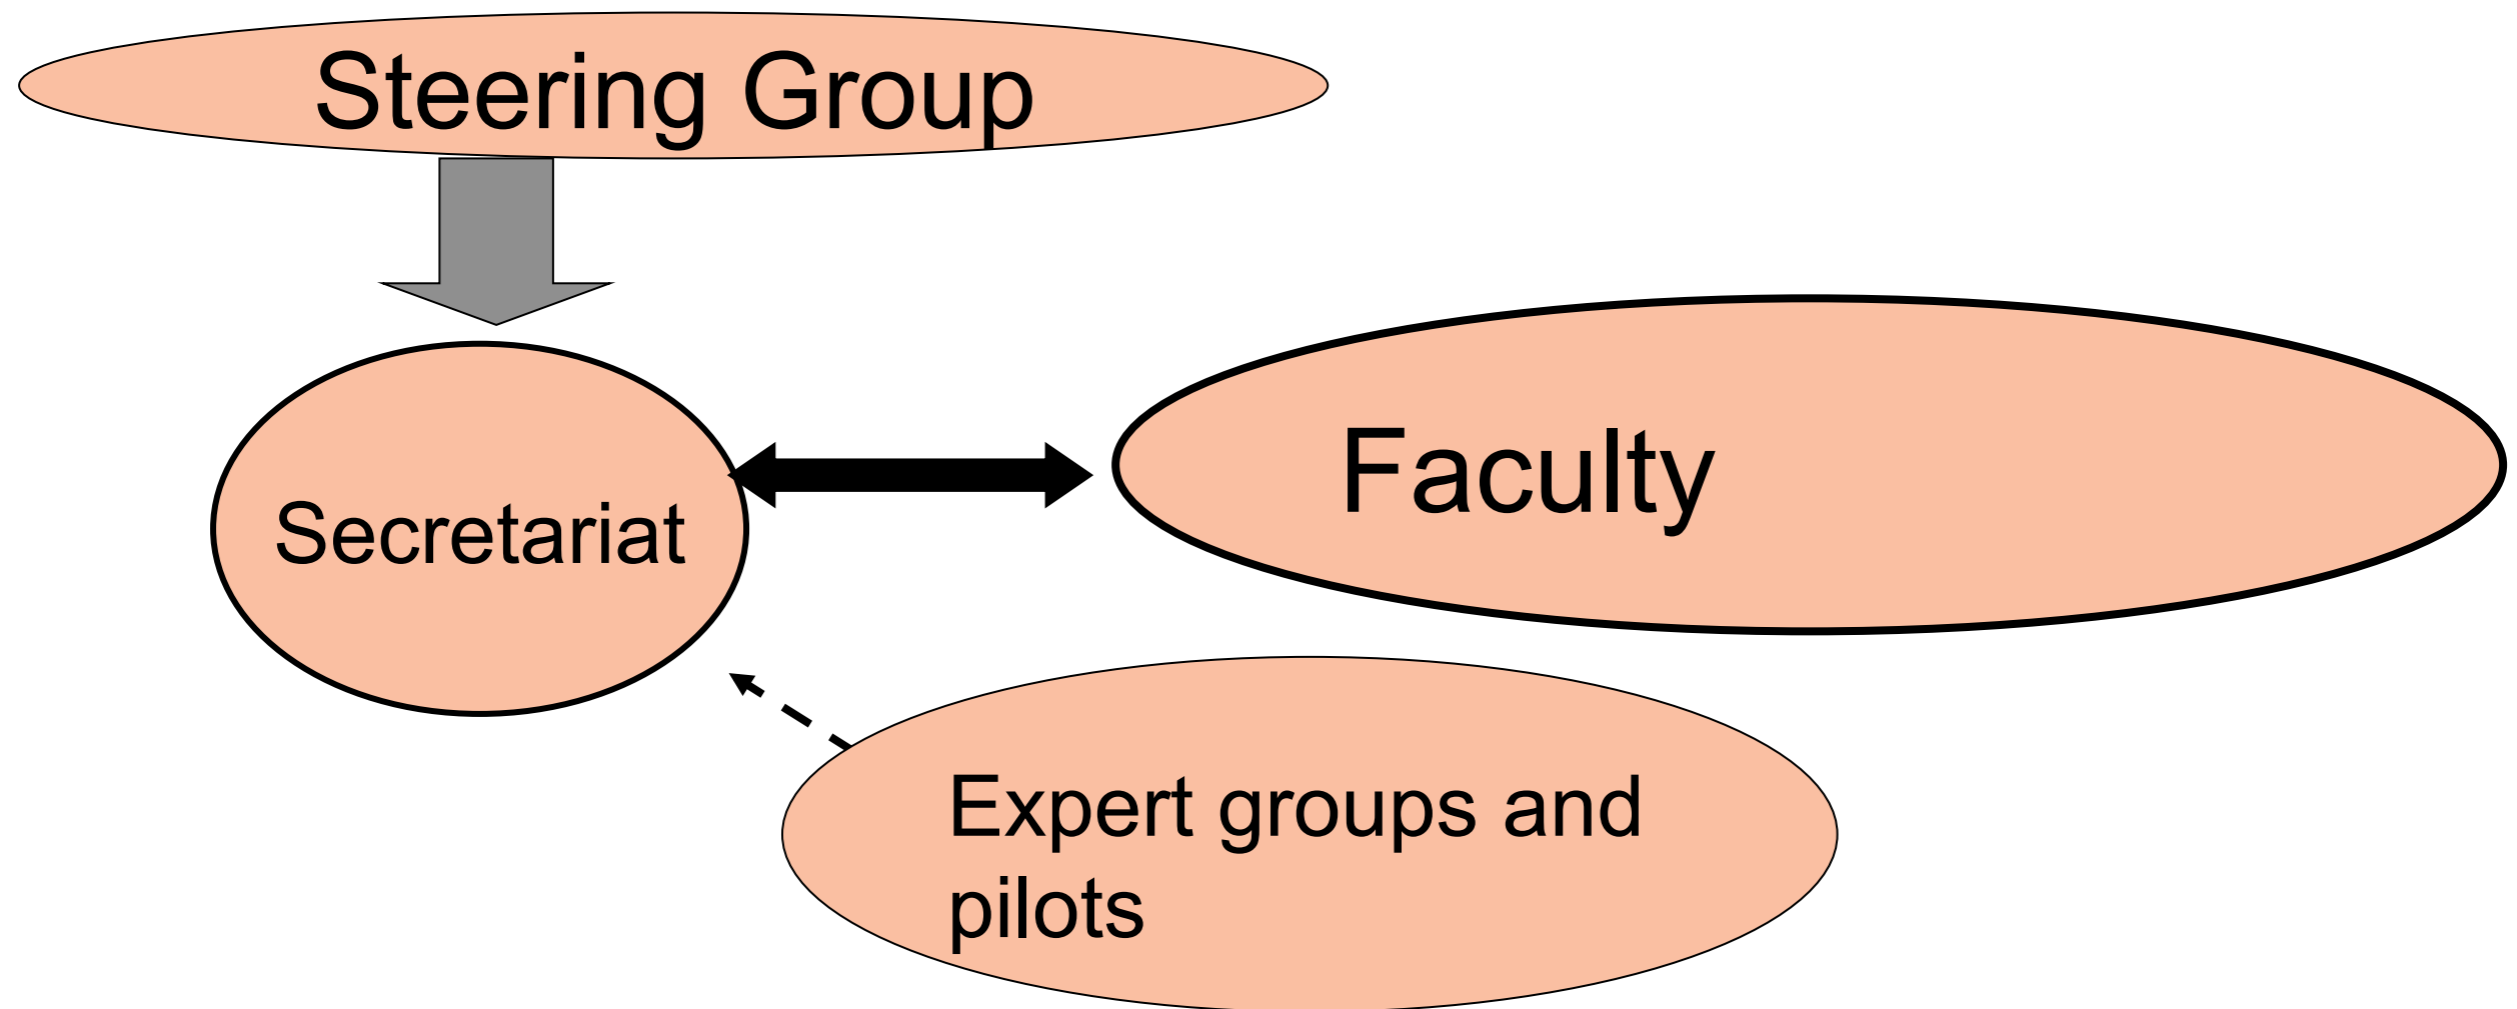 Steering Group
Faculty
Secretariat
Expert groups and
pilots